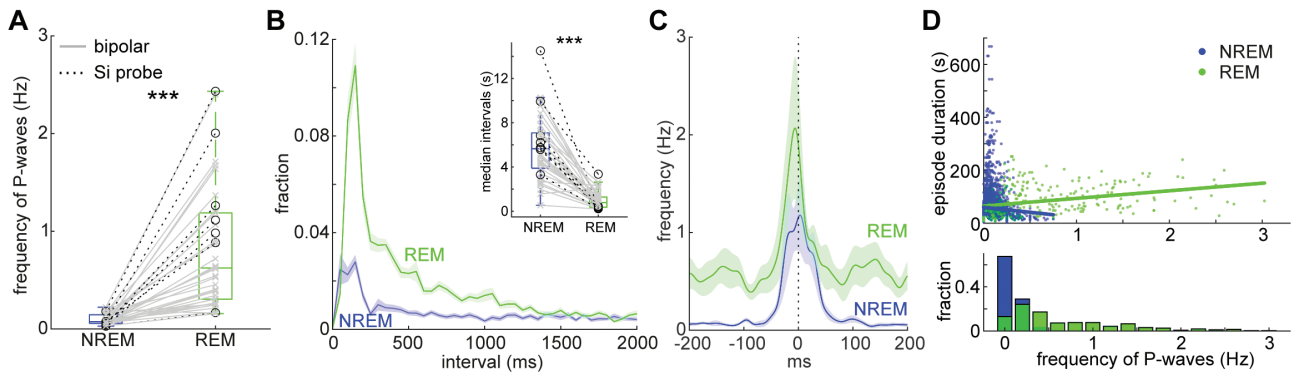 A
frequency of P-waves (Hz)
3
2
1
0
bipolar
Si probe
***
NREM
REM
B
fraction
0.12
0.08
0.04
0
REM
NREM
0
500
1000
1500
2000
interval (ms)
median intervals (s)
12
8
4
0
***
NREM
REM
C
frequency (Hz)
3
2
1
0
REM
NREM
-200
-100
0
100
200
ms
D
episode duration (s)
600
400
200
0
NREM
REM
0
1
2
3
fraction
0.4
0
0
1
2
3
frequency of P-waves (Hz)